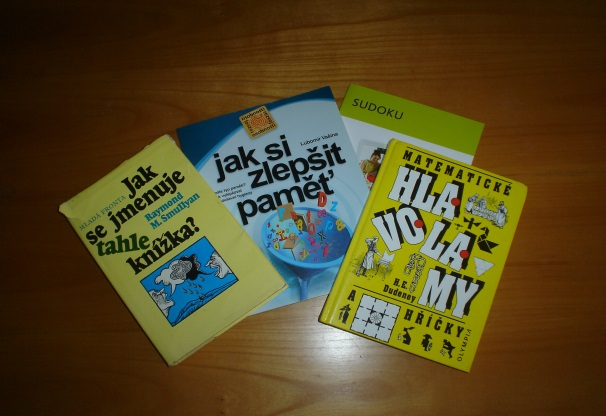 MLADÁ FRONTA
Jak
se jmenuje
tahle
knížka?
Raymond
M. Smullyan
Lubomír Vašina
jak si
zlepšit
paměť
SUDOKU
MATEMATICKÉ
HLA
VO LA
MY
H. E.
Dudeney
A
HŘÍČKY
OLYMPIA